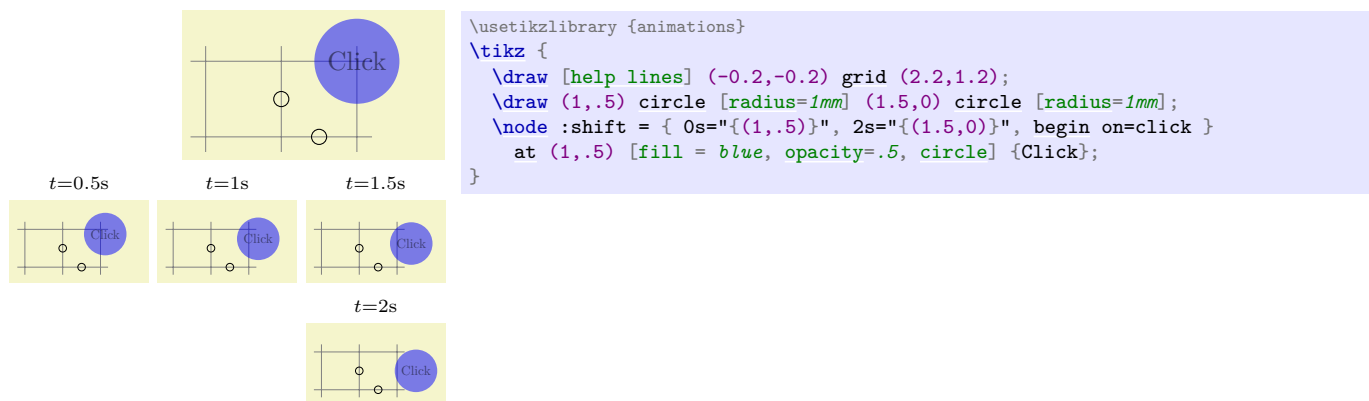 Click
\usetikzlibrary {animations}
\tikz {
  \draw [help lines] (-0.2,-0.2) grid (2.2,1.2);
  \draw (1,.5) circle [radius=1mm] (1.5,0) circle [radius=1mm];
  \node :shift = { 0s="{(1,.5)}", 2s="{(1.5,0)}", begin on=click }
    at (1,.5) [fill = blue, opacity=.5, circle] {Click};
}
t=0.5s t=1s t=1.5s
Click Click Click
t=2s
Click